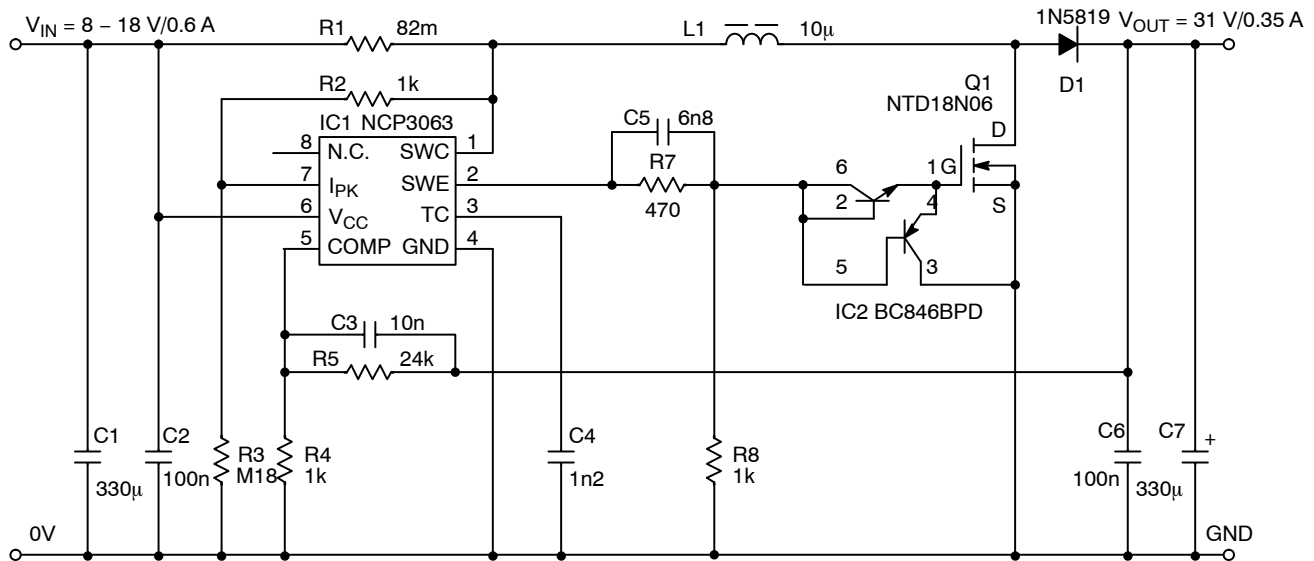 V_IN = 8 – 18 V/0.6 A
R1 82m
L1 10μ
1N5819
V_OUT = 31 V/0.35 A
D1
R2 1k
Q1
NTD18N06
IC1 NCP3063
C5 6n8
D
8 N.C. SWC 1
7 I_PK SWE 2
6 V_CC TC 3
5 COMP GND 4
R7
470
6
2
1 G
4
S
5
3
IC2 BC846BPD
C3 10n
R5 24k
C1
330μ
C2
100n
R3
M18
R4
1k
C4
1n2
R8
1k
C6
100n
C7
+
330μ
0V
GND